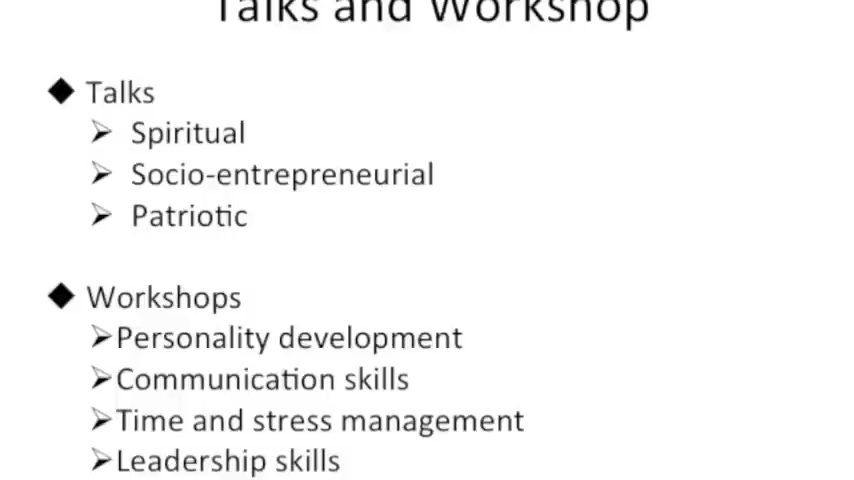 Talks and Workshop
◆ Talks
➢ Spiritual
➢ Socio-entrepreneurial
➢ Patriotic
◆ Workshops
➢Personality development
➢Communication skills
➢Time and stress management
➢Leadership skills